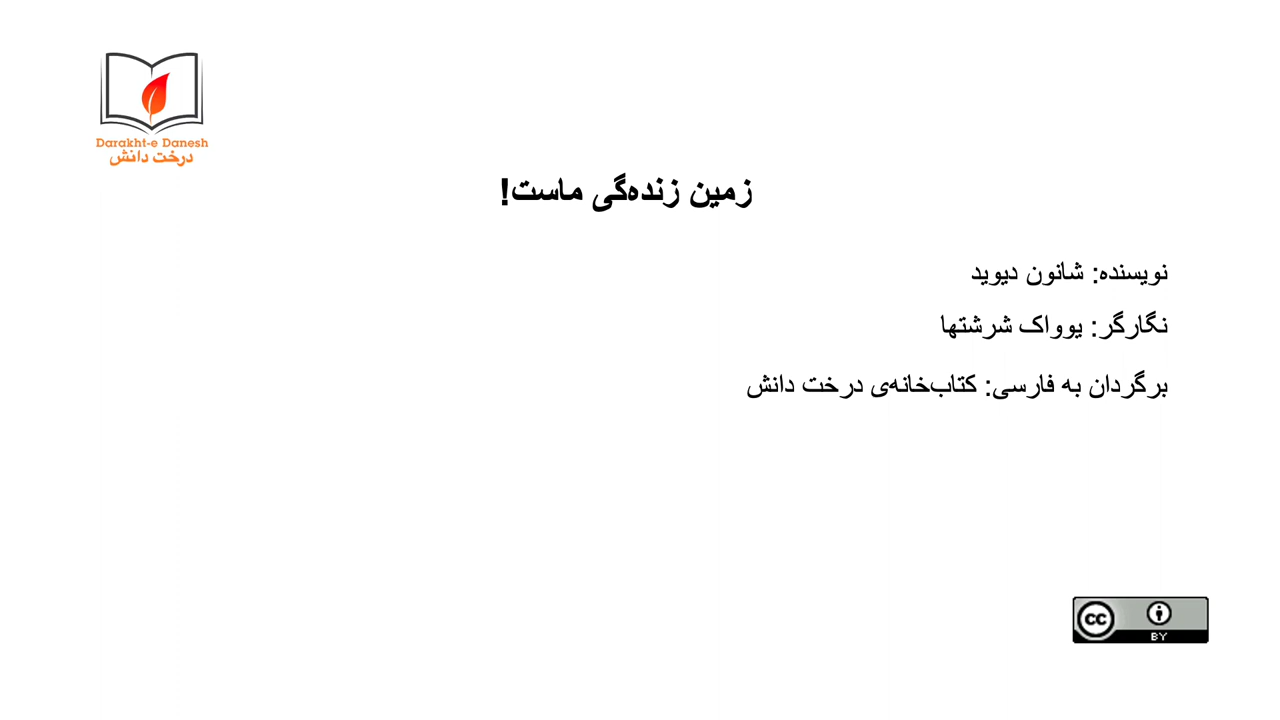 Darakht-e Danesh
درخت دانش
زمین زنده‌گی ماست!
نویسنده: شانون دیوید
نگارگر: یوواک شرشتها
برگردان به فارسی: کتاب‌خانه‌ی درخت دانش
cc
BY